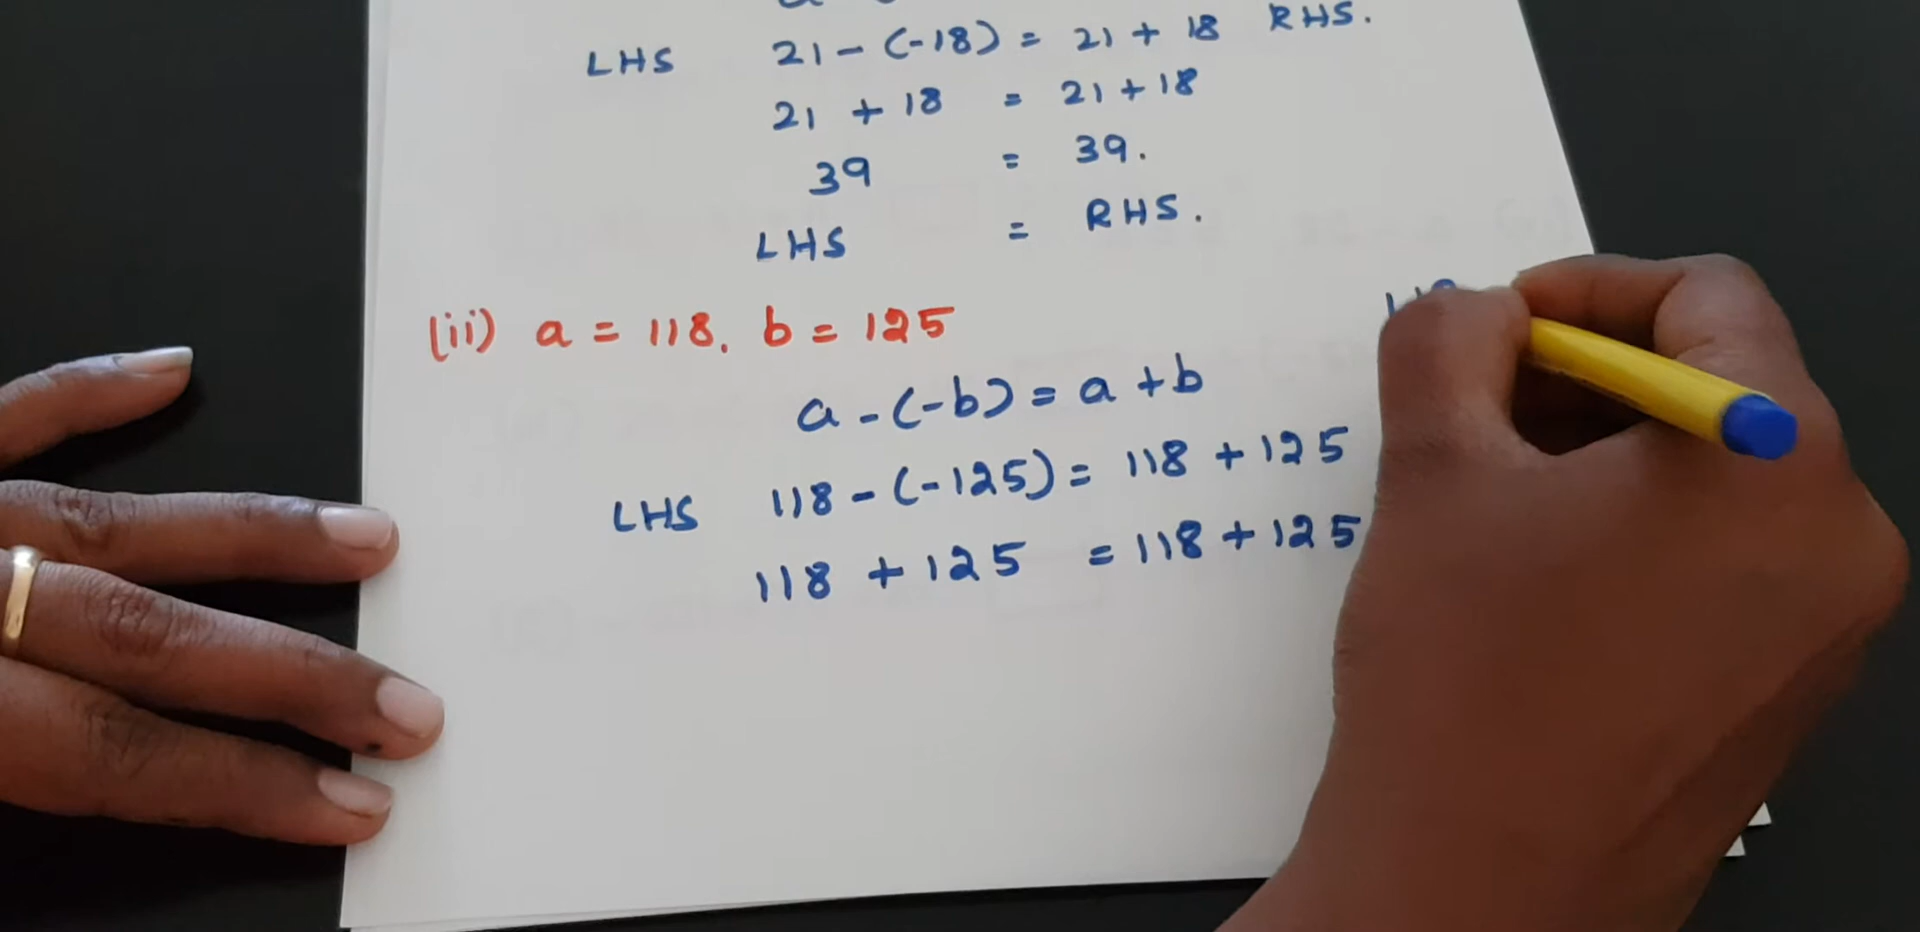 LHS 21 - (-18) = 21 + 18 RHS.
21 + 18 = 21 + 18
39 = 39.
LHS = RHS.
(ii) a = 118. b = 125
a - (-b) = a + b
LHS 118 - (-125) = 118 + 125
118 + 125 = 118 + 125